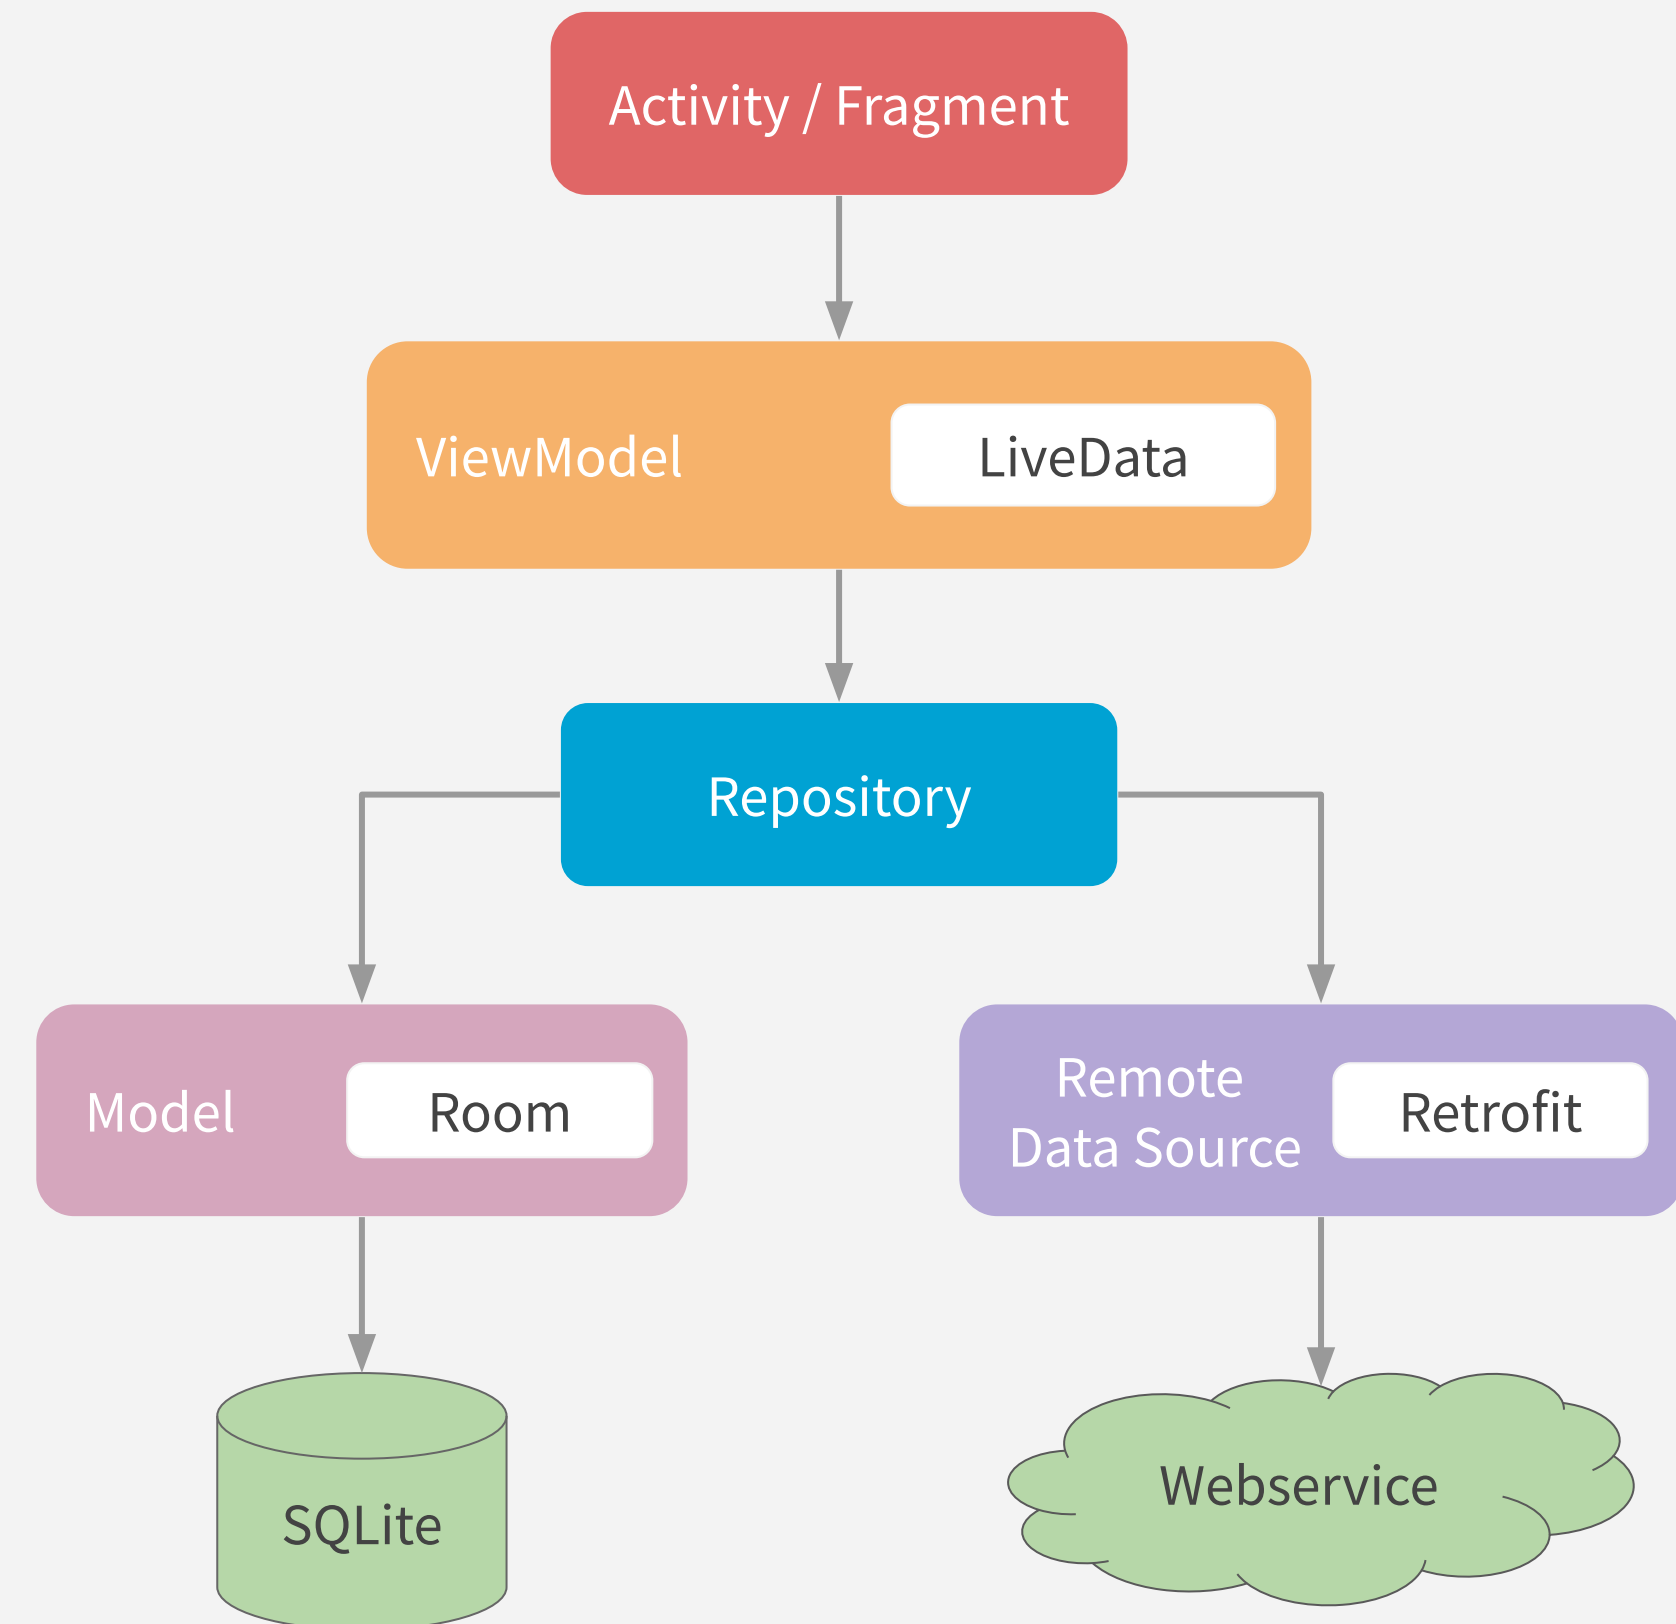 Activity / Fragment
ViewModel
LiveData
Repository
Model
Room
Remote
Data Source
Retrofit
SQLite
Webservice